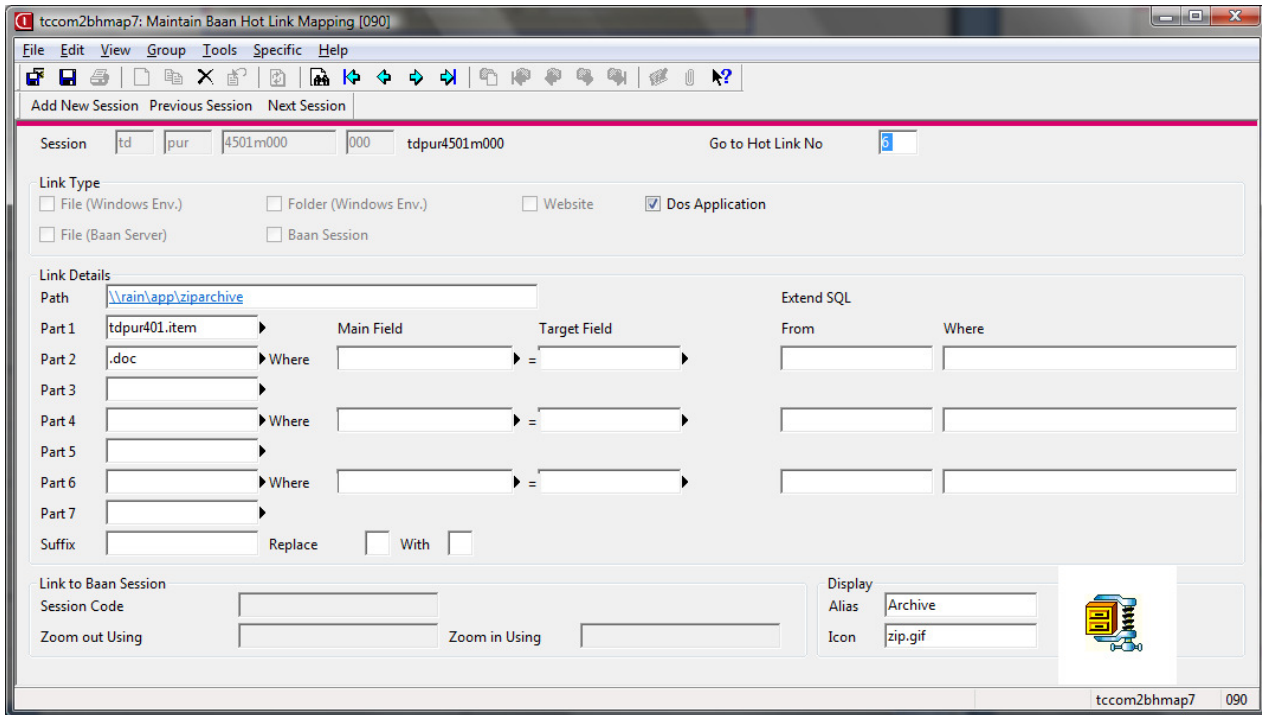 tccom2bhmap7: Maintain Baan Hot Link Mapping [090]
File Edit View Group Tools Specific Help
Add New Session Previous Session Next Session
Session td pur 4501m000 000 tdpur4501m000 Go to Hot Link No 6
Link Type
File (Windows Env.) Folder (Windows Env.) Website Dos Application
File (Baan Server) Baan Session
Link Details
Path \\rain\app\ziparchive Extend SQL
Part 1 tdpur401.item Main Field Target Field From Where
Part 2 .doc Where =
Part 3
Part 4 Where =
Part 5
Part 6 Where =
Part 7
Suffix Replace With
Link to Baan Session Display
Session Code Alias Archive
Zoom out Using Zoom in Using Icon zip.gif
tccom2bhmap7 090